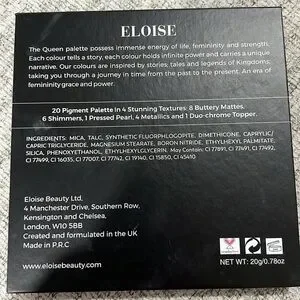 ELOISE
The Queen palette possess immense energy of life, femininity and strength.
Each colour tells a story, each colour holds infinite power and carries a unique
narrative. Our colours are inspired by stories, tales and legends of Kingdoms;
taking you through a journey in time from the past to the present. An era of
femininity grace and power.
20 Pigment Palette in 4 Stunning Textures: 8 Buttery Mattes,
6 Shimmers, 1 Pressed Pearl, 4 Metallics and 1 Duo-chrome Topper.
INGREDIENTS: MICA, TALC, SYNTHETIC FLUORPHLOGOPITE, DIMETHICONE, CAPRYLIC/
CAPRIC TRIGLYCERIDE, MAGNESIUM STEARATE, BORON NITRIDE, ETHYLHEXYL PALMITATE,
SILICA, PHENOXYETHANOL, ETHYLHEXYLGLYCERIN. May Contain: CI 77891, CI 77491, CI 77492,
CI 77499, CI 16035, CI 77007, CI 77742, CI 19140, CI 15850, CI 45410
Eloise Beauty Ltd,
4 Manchester Drive, Southern Row,
Kensington and Chelsea,
London, W10 5BB
Created and formulated in the UK
Made in P.R.C
www.eloisebeauty.com
NET WT: 20g/0.78oz